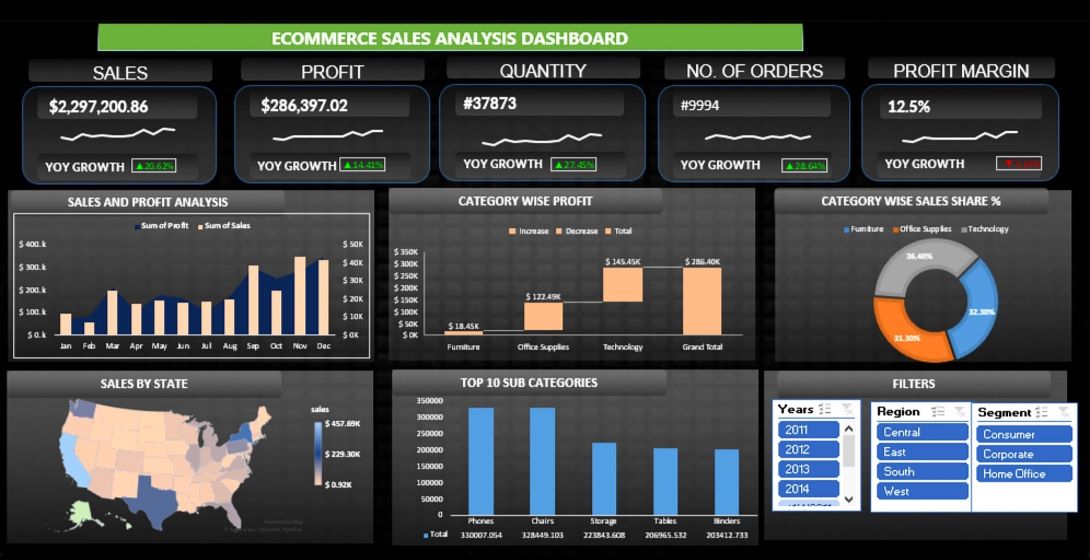 ECOMMERCE SALES ANALYSIS DASHBOARD
SALES
$2,297,200.86
YOY GROWTH ▲20.62%
PROFIT
$286,397.02
YOY GROWTH ▲14.41%
QUANTITY
#37873
YOY GROWTH ▲27.45%
NO. OF ORDERS
#9994
YOY GROWTH ▲28.64%
PROFIT MARGIN
12.5%
YOY GROWTH
SALES AND PROFIT ANALYSIS
Sum of Profit Sum of Sales
$ 400.k
$ 300.k
$ 200.k
$ 100.k
$ 0.k
$ 50K
$ 40K
$ 30K
$ 20K
$ 10K
$ 0K
Jan Feb Mar Apr May Jun Jul Aug Sep Oct Nov Dec
CATEGORY WISE PROFIT
Increase Decrease Total
$ 350K
$ 300K
$ 250K
$ 200K
$ 150K
$ 100K
$ 50K
$ 0K
$ 18.45K
$ 122.49K
$ 145.45K
$ 286.40K
Furniture Office Supplies Technology Grand Total
CATEGORY WISE SALES SHARE %
Furniture Office Supplies Technology
36.40%
32.30%
31.30%
SALES BY STATE
sales
$ 457.69K
$ 229.30K
$ 0.92K
TOP 10 SUB CATEGORIES
350000
300000
250000
200000
150000
100000
50000
0
Phones Chairs Storage Tables Binders
Total 330007.054 328449.103 223843.608 206965.532 203412.733
FILTERS
Years
2011
2012
2013
2014
Region
Central
East
South
West
Segment
Consumer
Corporate
Home Office